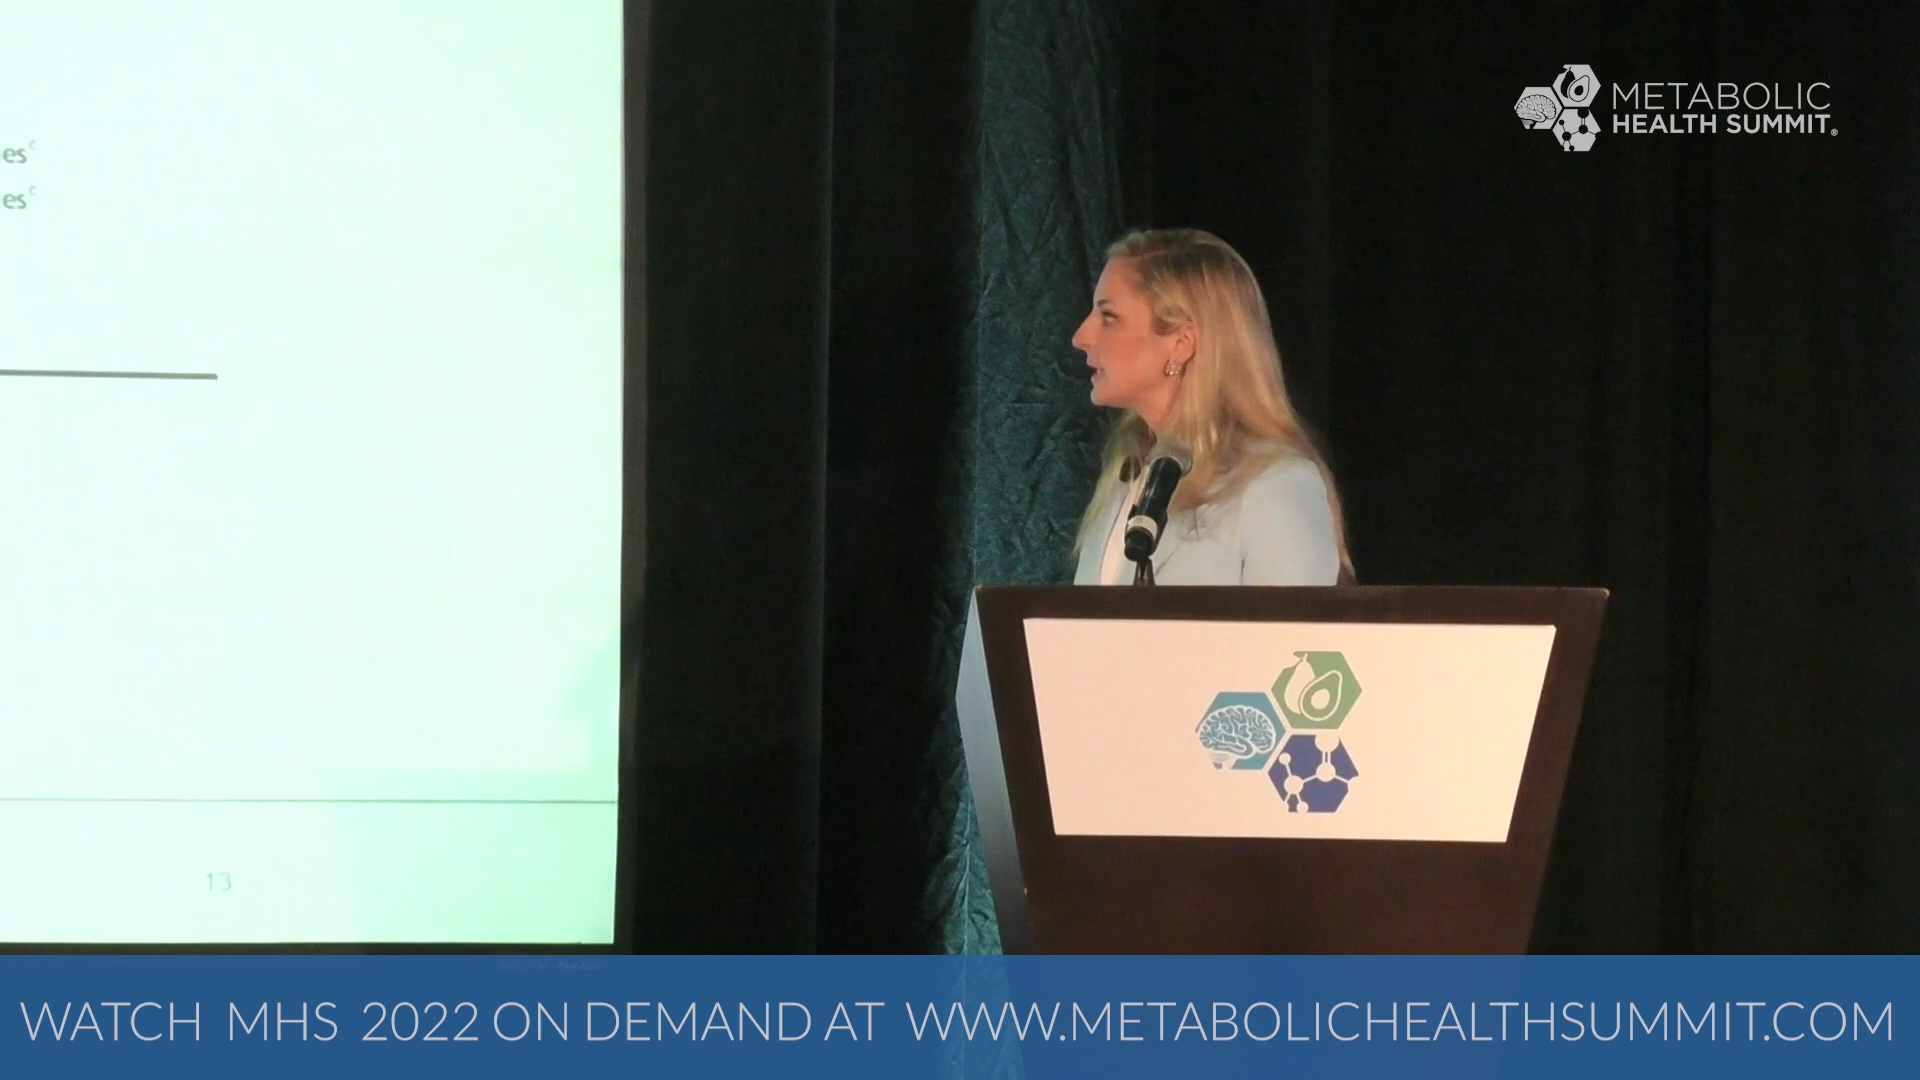 es c
es c
METABOLIC
HEALTH SUMMIT®
13
WATCH MHS 2022 ON DEMAND AT WWW.METABOLICHEALTHSUMMIT.COM